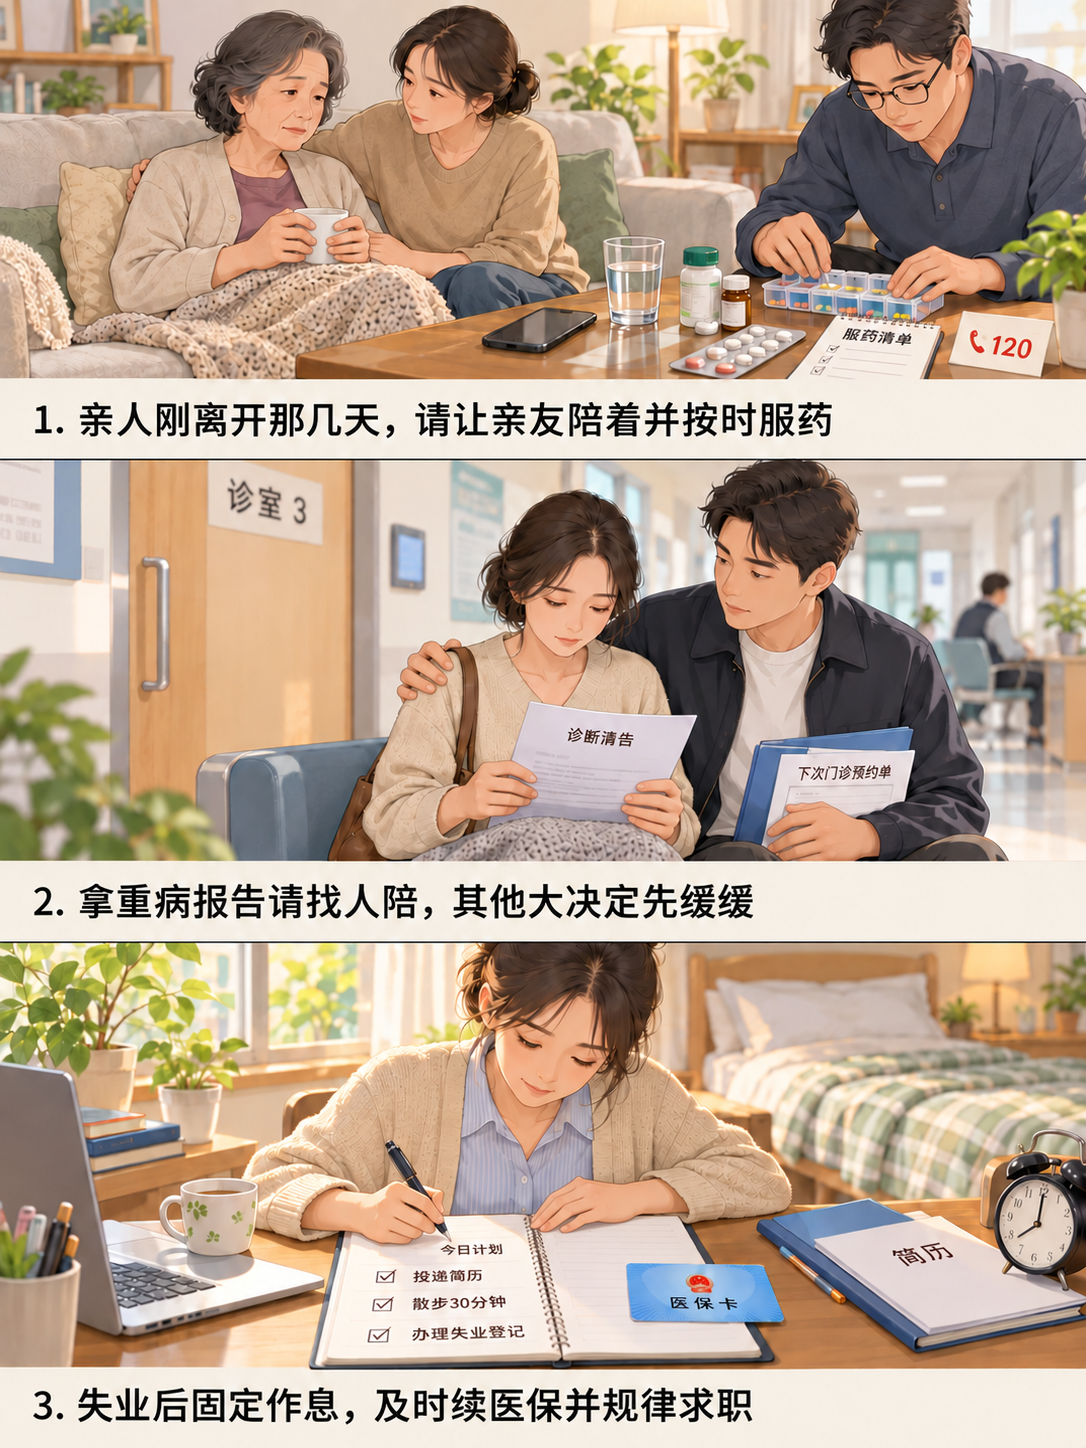 服药清单
120
1. 亲人刚离开那几天，请让亲友陪着并按时服药
诊室 3
诊断清告
下次门诊预约单
2. 拿重病报告请找人陪，其他大决定先缓缓
今日计划
投递简历
散步30分钟
办理失业登记
医保卡
简历
3. 失业后固定作息，及时续医保并规律求职